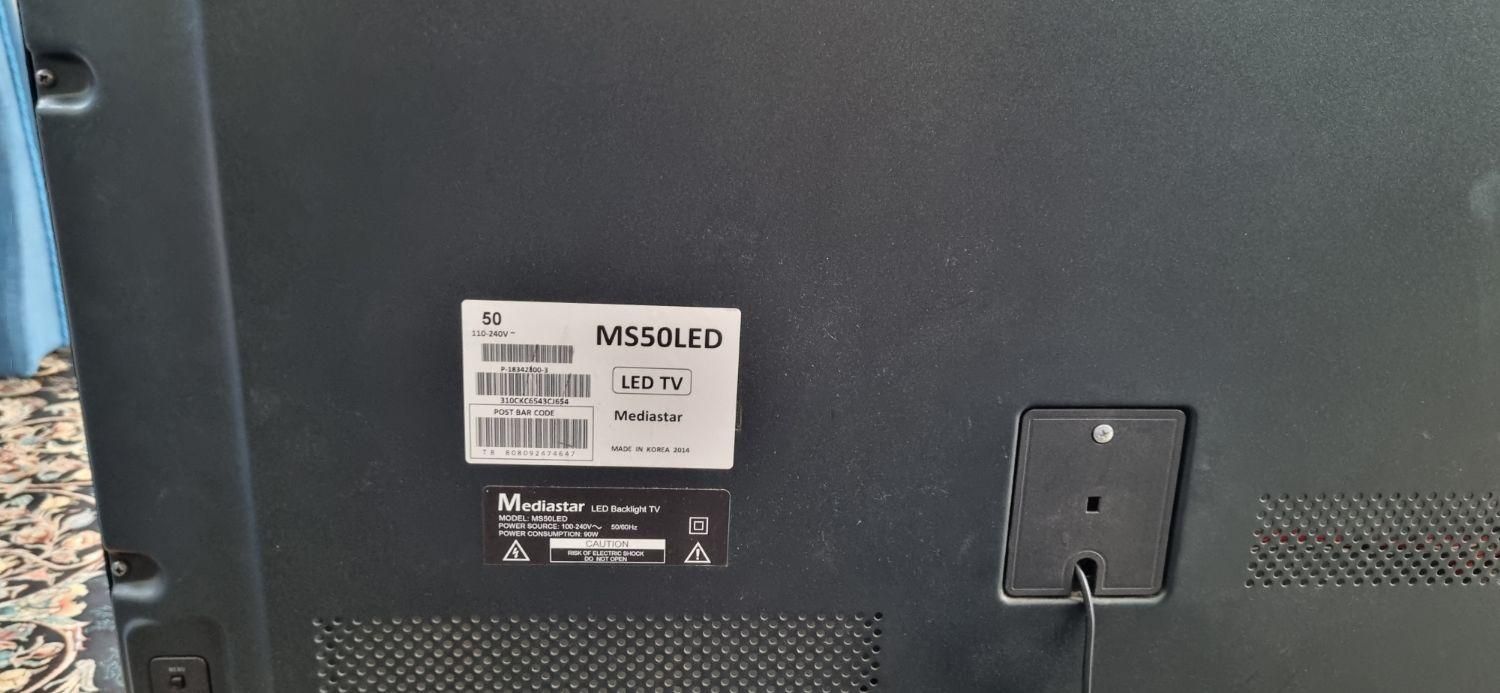 50
110-240V ~
MS50LED
P-18342800-3
LED TV
310CKC6543CJ654
Mediastar
POST BAR CODE
T B 808092474647
MADE IN KOREA 2014
Mediastar LED Backlight TV
MODEL: MS50LED
POWER SOURCE: 100-240V~ 50/60Hz
POWER CONSUMPTION: 90W
CAUTION
RISK OF ELECTRIC SHOCK
DO NOT OPEN
MENU